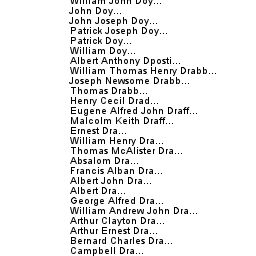 William John Doy...
John Doy...
John Joseph Doy...
Patrick Joseph Doy...
Patrick Doy...
William Doy...
Albert Anthony Dposti...
William Thomas Henry Drabb...
Joseph Newsome Drabb...
Thomas Drabb...
Henry Cecil Drad...
Eugene Alfred John Draff...
Malcolm Keith Draff...
Ernest Dra...
William Henry Dra...
Thomas McAlister Dra...
Absalom Dra...
Francis Alban Dra...
Albert John Dra...
Albert Dra...
George Alfred Dra...
William Andrew John Dra...
Arthur Clayton Dra...
Arthur Ernest Dra...
Bernard Charles Dra...
Campbell Dra...